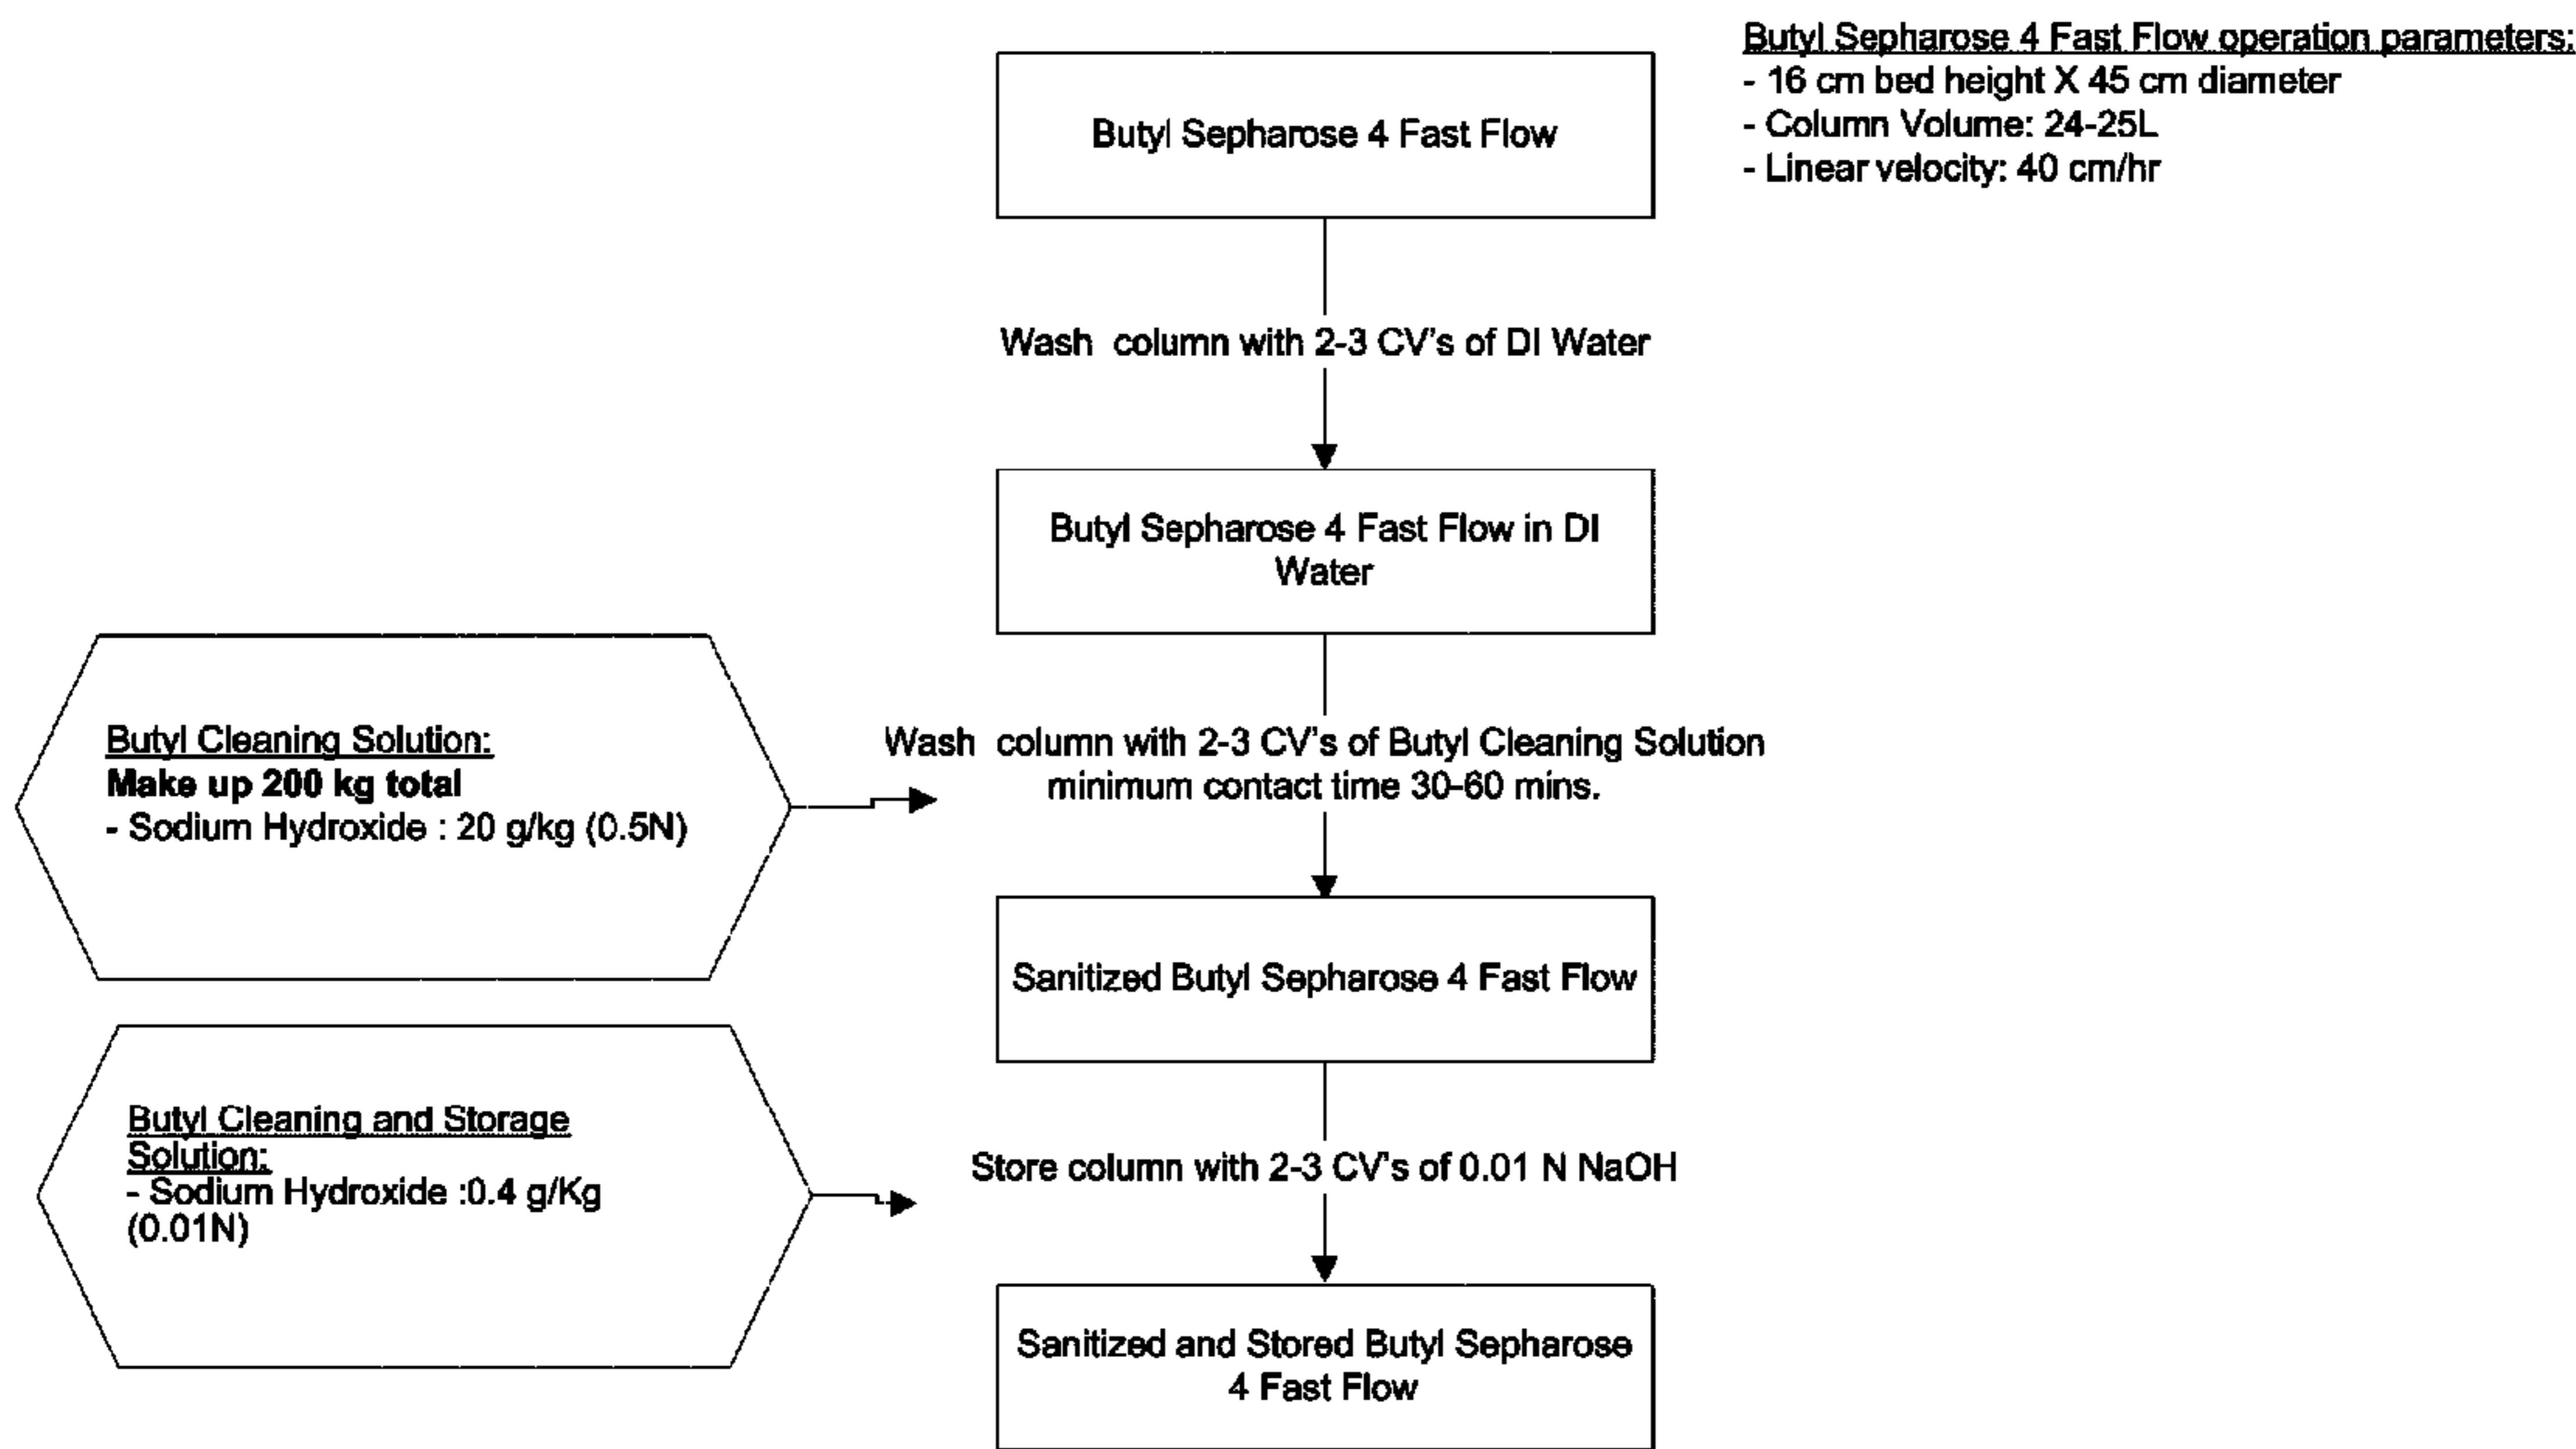 Butyl Sepharose 4 Fast Flow operation parameters:
- 16 cm bed height X 45 cm diameter
- Column Volume: 24-25L
- Linear velocity: 40 cm/hr
Butyl Sepharose 4 Fast Flow
Wash column with 2-3 CV's of DI Water
Butyl Sepharose 4 Fast Flow in DI
Water
Butyl Cleaning Solution:
Make up 200 kg total
- Sodium Hydroxide : 20 g/kg (0.5N)
Wash column with 2-3 CV's of Butyl Cleaning Solution
minimum contact time 30-60 mins.
Sanitized Butyl Sepharose 4 Fast Flow
Butyl Cleaning and Storage
Solution:
- Sodium Hydroxide :0.4 g/Kg
(0.01N)
Store column with 2-3 CV's of 0.01 N NaOH
Sanitized and Stored Butyl Sepharose
4 Fast Flow